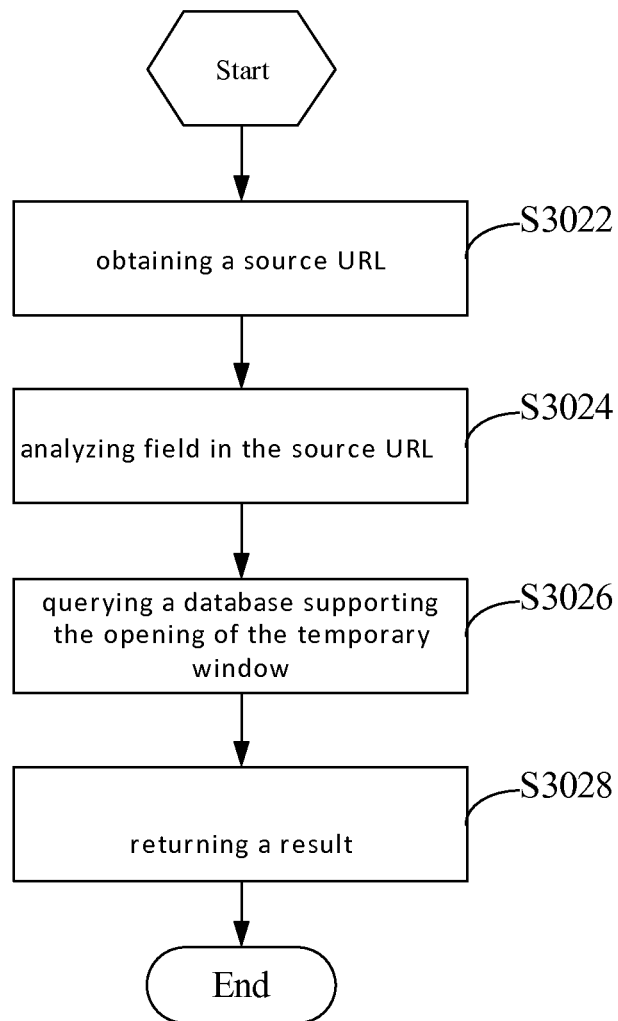 Start
S3022
obtaining a source URL
S3024
analyzing field in the source URL
S3026
querying a database supporting
the opening of the temporary
window
S3028
returning a result
End